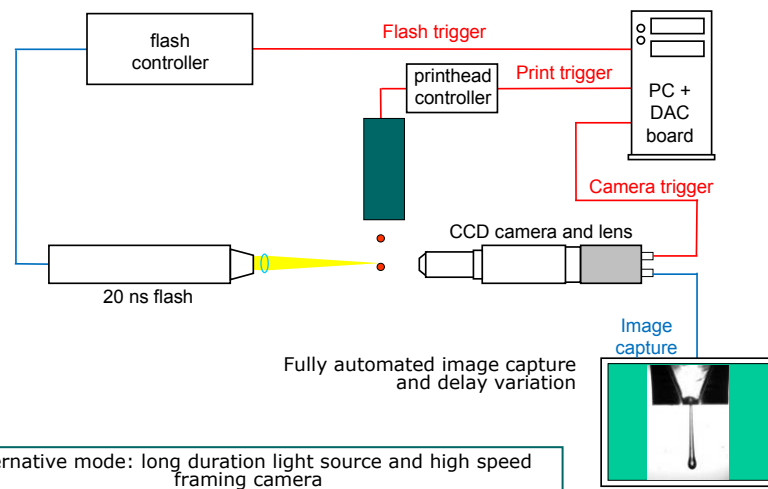 flash
controller
Flash trigger
printhead
controller
Print trigger
PC +
DAC
board
Camera trigger
CCD camera and lens
20 ns flash
Image
capture
Fully automated image capture
and delay variation
mode: long duration light source and high speed
framing camera